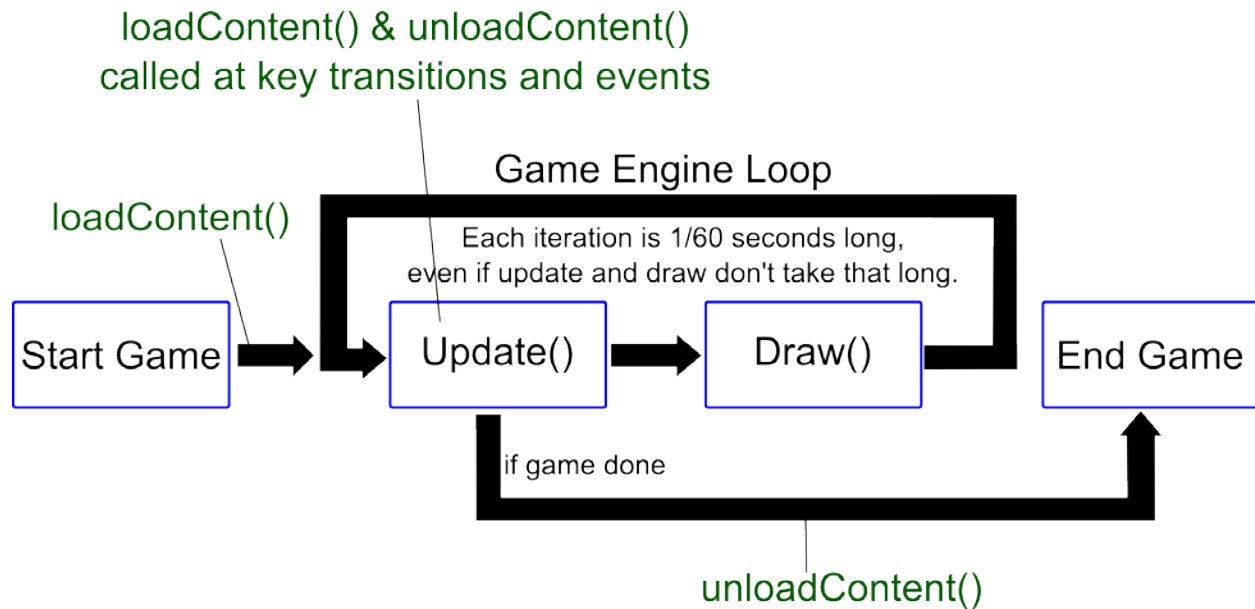 loadContent() & unloadContent()
called at key transitions and events
Game Engine Loop
loadContent()
Each iteration is 1/60 seconds long,
even if update and draw don't take that long.
Start Game
Update()
Draw()
End Game
if game done
unloadContent()